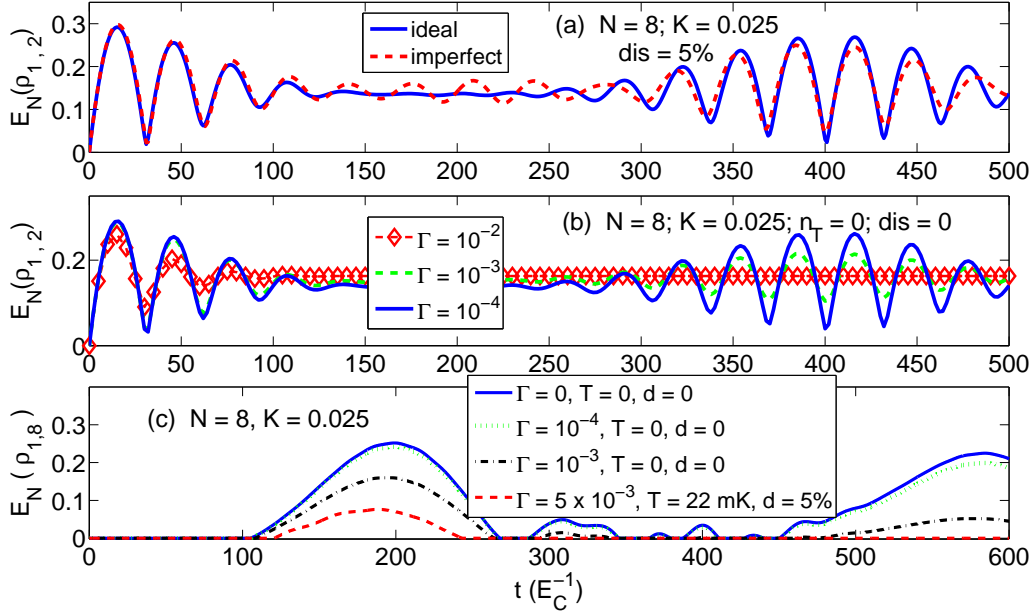 E_N(ρ_{1, 2})
0.3
0.2
0.1
0
ideal
imperfect
(a) N = 8; K = 0.025
dis = 5%
0 50 100 150 200 250 300 350 400 450 500
E_N(ρ_{1, 2})
0.2
0
Γ = 10^{-2}
Γ = 10^{-3}
Γ = 10^{-4}
(b) N = 8; K = 0.025; n_T = 0; dis = 0
0 50 100 150 200 250 300 350 400 450 500
E_N ( ρ_{1,8})
0.3
0.2
0.1
0
(c) N = 8, K = 0.025
Γ = 0, T = 0, d = 0
Γ = 10^{-4}, T = 0, d = 0
Γ = 10^{-3}, T = 0, d = 0
Γ = 5 x 10^{-3}, T = 22 mK, d = 5%
0 100 200 300 400 500 600
t (E_C^{-1})